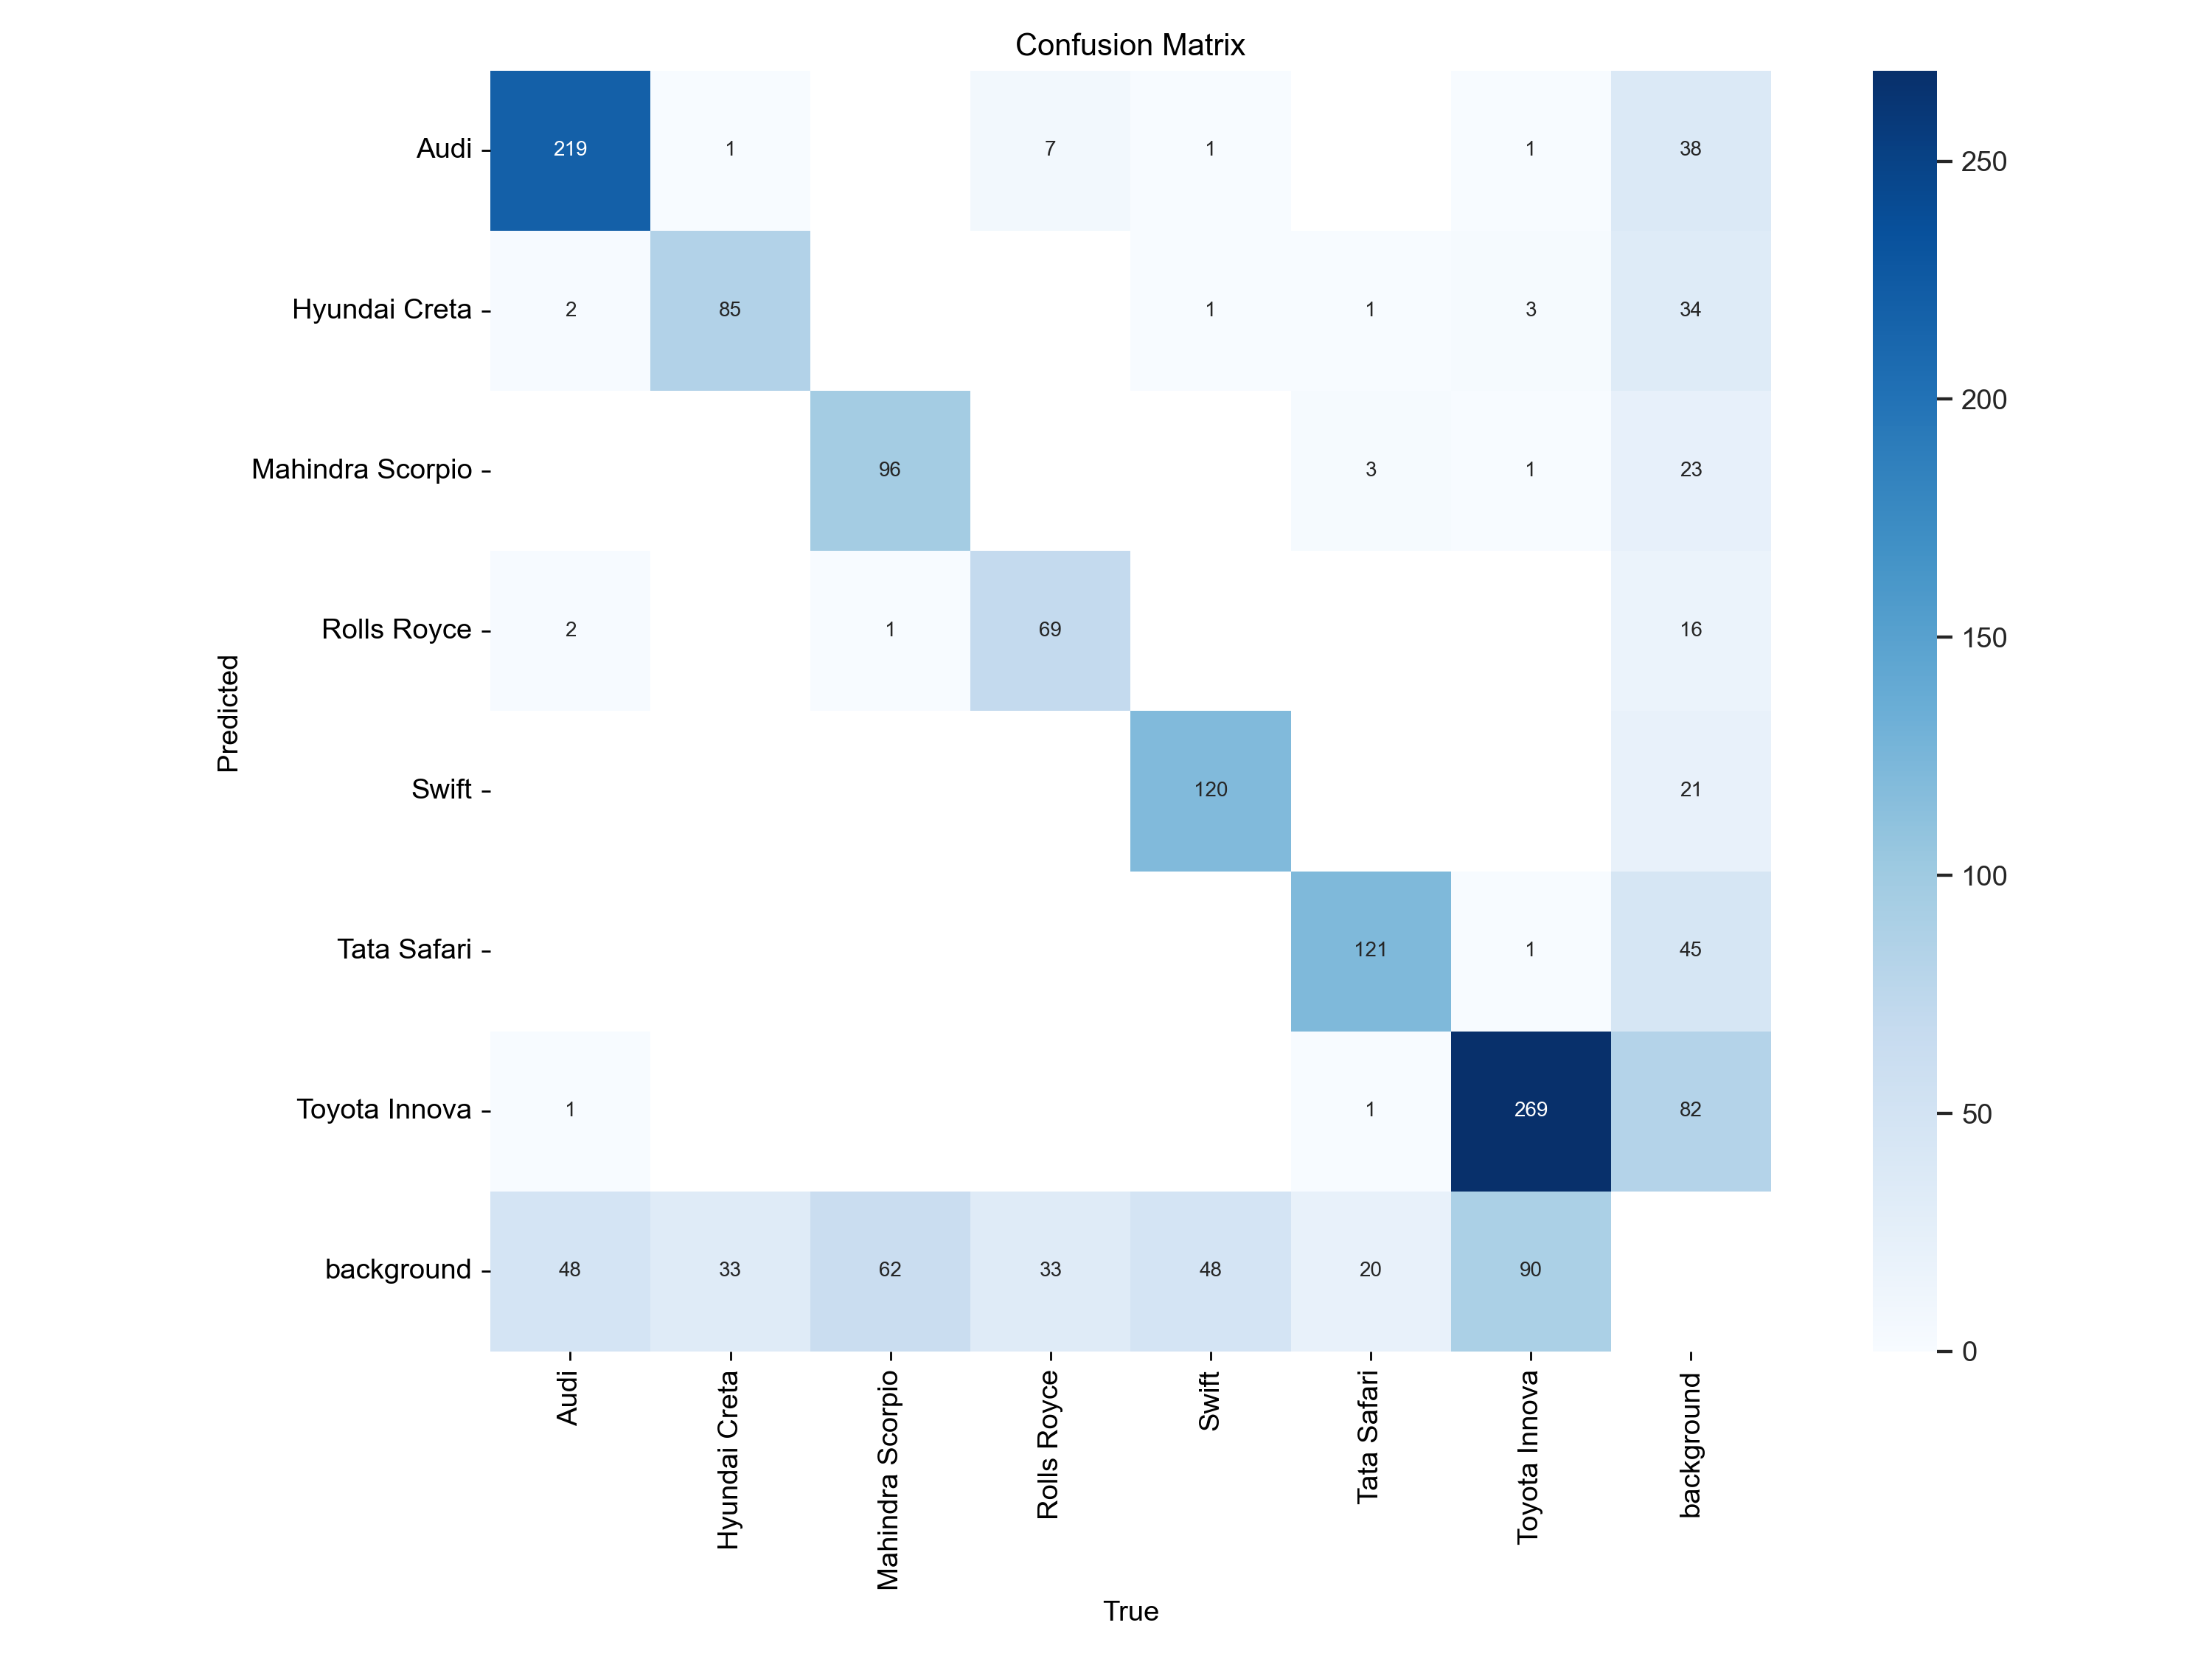 Confusion Matrix
Audi 219 1 7 1 1 38
250
Hyundai Creta 2 85 1 1 3 34
200
Mahindra Scorpio 96 3 1 23
Rolls Royce 2 1 69 16
150
Predicted
Swift 120 21
100
Tata Safari 121 1 45
Toyota Innova 1 1 269 82
50
background 48 33 62 33 48 20 90
0
Audi
Hyundai Creta
Mahindra Scorpio
Rolls Royce
Swift
Tata Safari
Toyota Innova
background
True